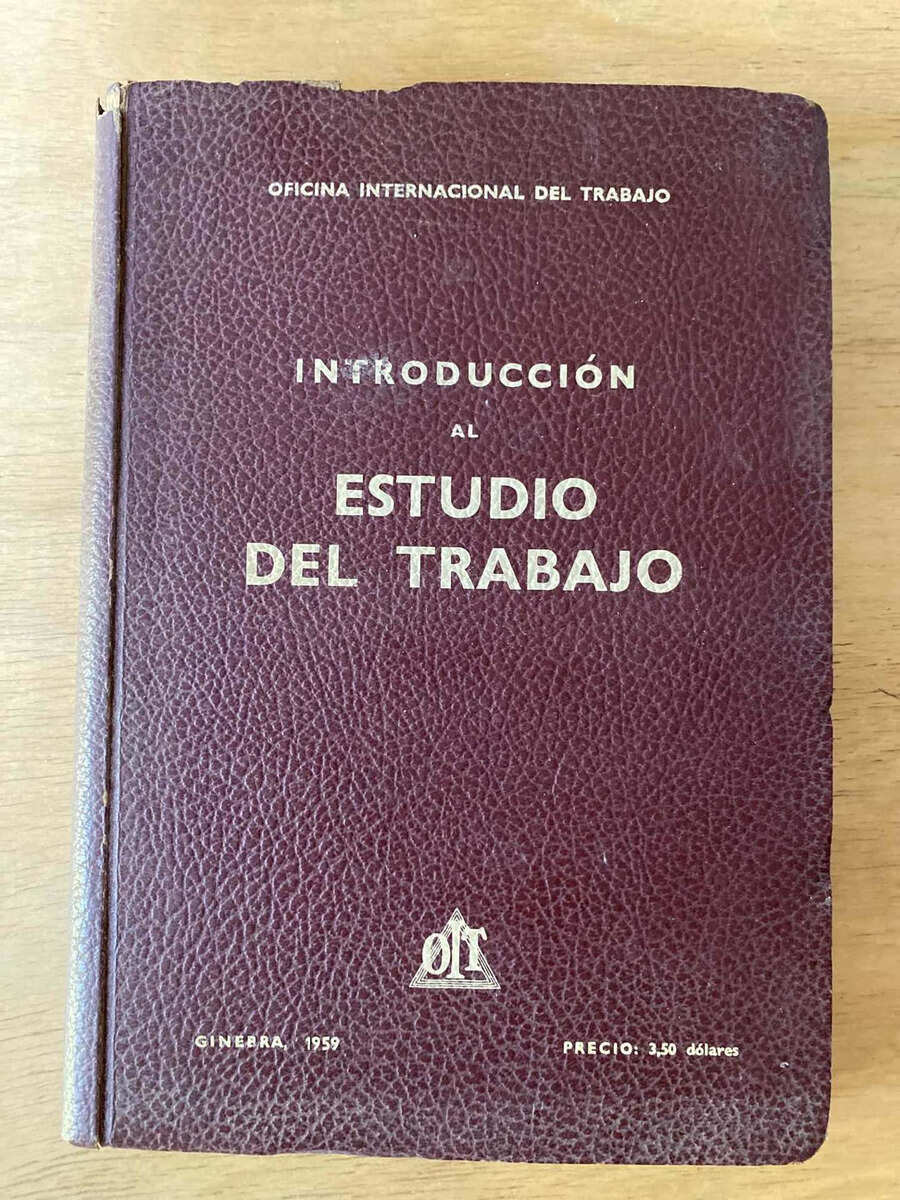 OFICINA INTERNACIONAL DEL TRABAJO
INTRODUCCIÓN
AL
ESTUDIO
DEL TRABAJO
OIT
GINEBRA, 1959
PRECIO: 3,50 dólares